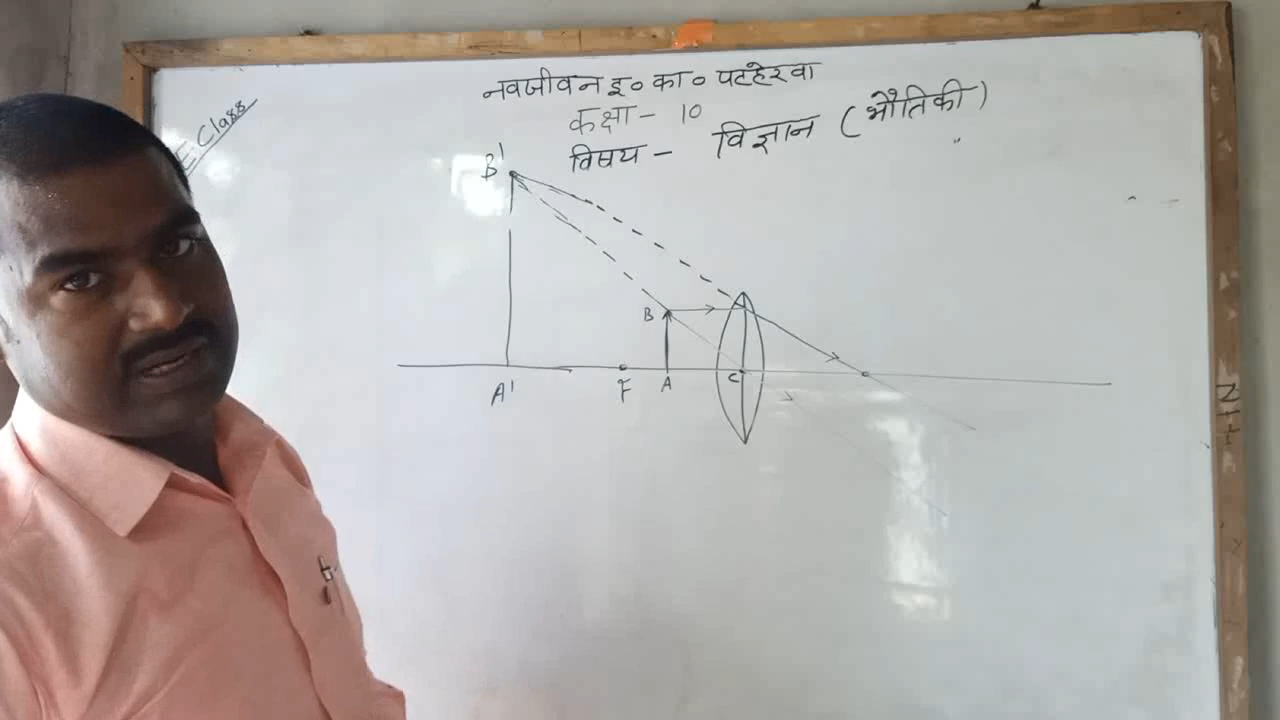 E-Class
नवजीवन इ० का० पटहेरवा
कक्षा - 10
विषय - विज्ञान (भौतिकी)
B'
B
A'
F
A
C